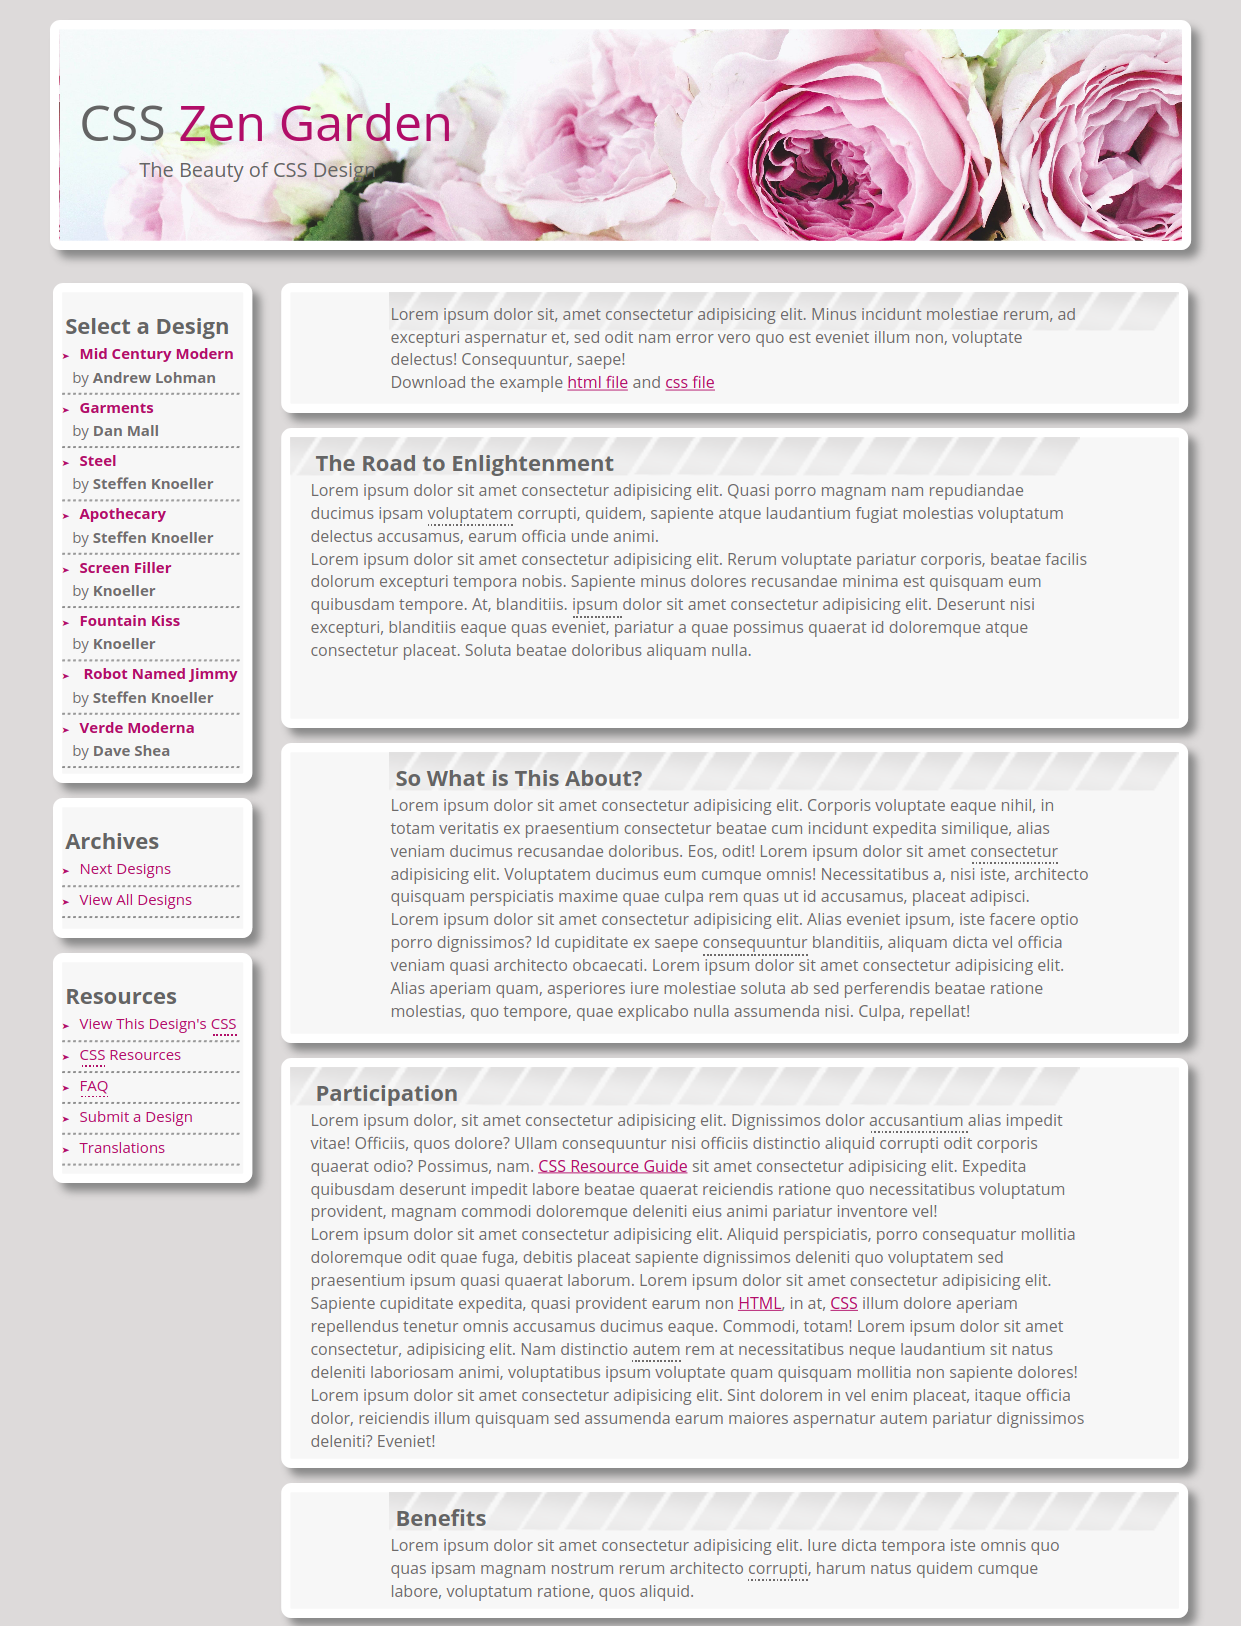 CSS Zen Garden
The Beauty of CSS Design
Select a Design
Mid Century Modern
by Andrew Lohman
Garments
by Dan Mall
Steel
by Steffen Knoeller
Apothecary
by Steffen Knoeller
Screen Filler
by Knoeller
Fountain Kiss
by Knoeller
Robot Named Jimmy
by Steffen Knoeller
Verde Moderna
by Dave Shea
Archives
Next Designs
View All Designs
Resources
View This Design's CSS
CSS Resources
FAQ
Submit a Design
Translations
Lorem ipsum dolor sit, amet consectetur adipisicing elit. Minus incidunt molestiae rerum, ad
excepturi aspernatur et, sed odit nam error vero quo est eveniet illum non, voluptate
delectus! Consequuntur, saepe!
Download the example html file and css file
The Road to Enlightenment
Lorem ipsum dolor sit amet consectetur adipisicing elit. Quasi porro magnam nam repudiandae
ducimus ipsam voluptatem corrupti, quidem, sapiente atque laudantium fugiat molestias voluptatum
delectus accusamus, earum officia unde animi.
Lorem ipsum dolor sit amet consectetur adipisicing elit. Rerum voluptate pariatur corporis, beatae facilis
dolorum excepturi tempora nobis. Sapiente minus dolores recusandae minima est quisquam eum
quibusdam tempore. At, blanditiis. ipsum dolor sit amet consectetur adipisicing elit. Deserunt nisi
excepturi, blanditiis eaque quas eveniet, pariatur a quae possimus quaerat id doloremque atque
consectetur placeat. Soluta beatae doloribus aliquam nulla.
So What is This About?
Lorem ipsum dolor sit amet consectetur adipisicing elit. Corporis voluptate eaque nihil, in
totam veritatis ex praesentium consectetur beatae cum incidunt expedita similique, alias
veniam ducimus recusandae doloribus. Eos, odit! Lorem ipsum dolor sit amet consectetur
adipisicing elit. Voluptatem ducimus eum cumque omnis! Necessitatibus a, nisi iste, architecto
quisquam perspiciatis maxime quae culpa rem quas ut id accusamus, placeat adipisci.
Lorem ipsum dolor sit amet consectetur adipisicing elit. Alias eveniet ipsum, iste facere optio
porro dignissimos? Id cupiditate ex saepe consequuntur blanditiis, aliquam dicta vel officia
veniam quasi architecto obcaecati. Lorem ipsum dolor sit amet consectetur adipisicing elit.
Alias aperiam quam, asperiores iure molestiae soluta ab sed perferendis beatae ratione
molestias, quo tempore, quae explicabo nulla assumenda nisi. Culpa, repellat!
Participation
Lorem ipsum dolor, sit amet consectetur adipisicing elit. Dignissimos dolor accusantium alias impedit
vitae! Officiis, quos dolore? Ullam consequuntur nisi officiis distinctio aliquid corrupti odit corporis
quaerat odio? Possimus, nam. CSS Resource Guide sit amet consectetur adipisicing elit. Expedita
quibusdam deserunt impedit labore beatae quaerat reiciendis ratione quo necessitatibus voluptatum
provident, magnam commodi doloremque deleniti eius animi pariatur inventore vel!
Lorem ipsum dolor sit amet consectetur adipisicing elit. Aliquid perspiciatis, porro consequatur mollitia
doloremque odit quae fuga, debitis placeat sapiente dignissimos deleniti quo voluptatem sed
praesentium ipsum quasi quaerat laborum. Lorem ipsum dolor sit amet consectetur adipisicing elit.
Sapiente cupiditate expedita, quasi provident earum non HTML, in at, CSS illum dolore aperiam
repellendus tenetur omnis accusamus ducimus eaque. Commodi, totam! Lorem ipsum dolor sit amet
consectetur, adipisicing elit. Nam distinctio autem rem at necessitatibus neque laudantium sit natus
deleniti laboriosam animi, voluptatibus ipsum voluptate quam quisquam mollitia non sapiente dolores!
Lorem ipsum dolor sit amet consectetur adipisicing elit. Sint dolorem in vel enim placeat, itaque officia
dolor, reiciendis illum quisquam sed assumenda earum maiores aspernatur autem pariatur dignissimos
deleniti? Eveniet!
Benefits
Lorem ipsum dolor sit amet consectetur adipisicing elit. Iure dicta tempora iste omnis quo
quas ipsam magnam nostrum rerum architecto corrupti, harum natus quidem cumque
labore, voluptatum ratione, quos aliquid.